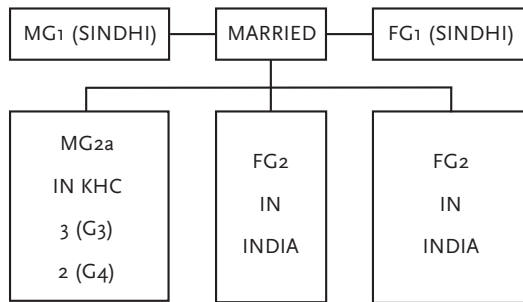 MG1 (SINDHI)
MARRIED
FG1 (SINDHI)
MG2a
IN KHC
3 (G3)
2 (G4)
FG2
IN
INDIA
FG2
IN
INDIA